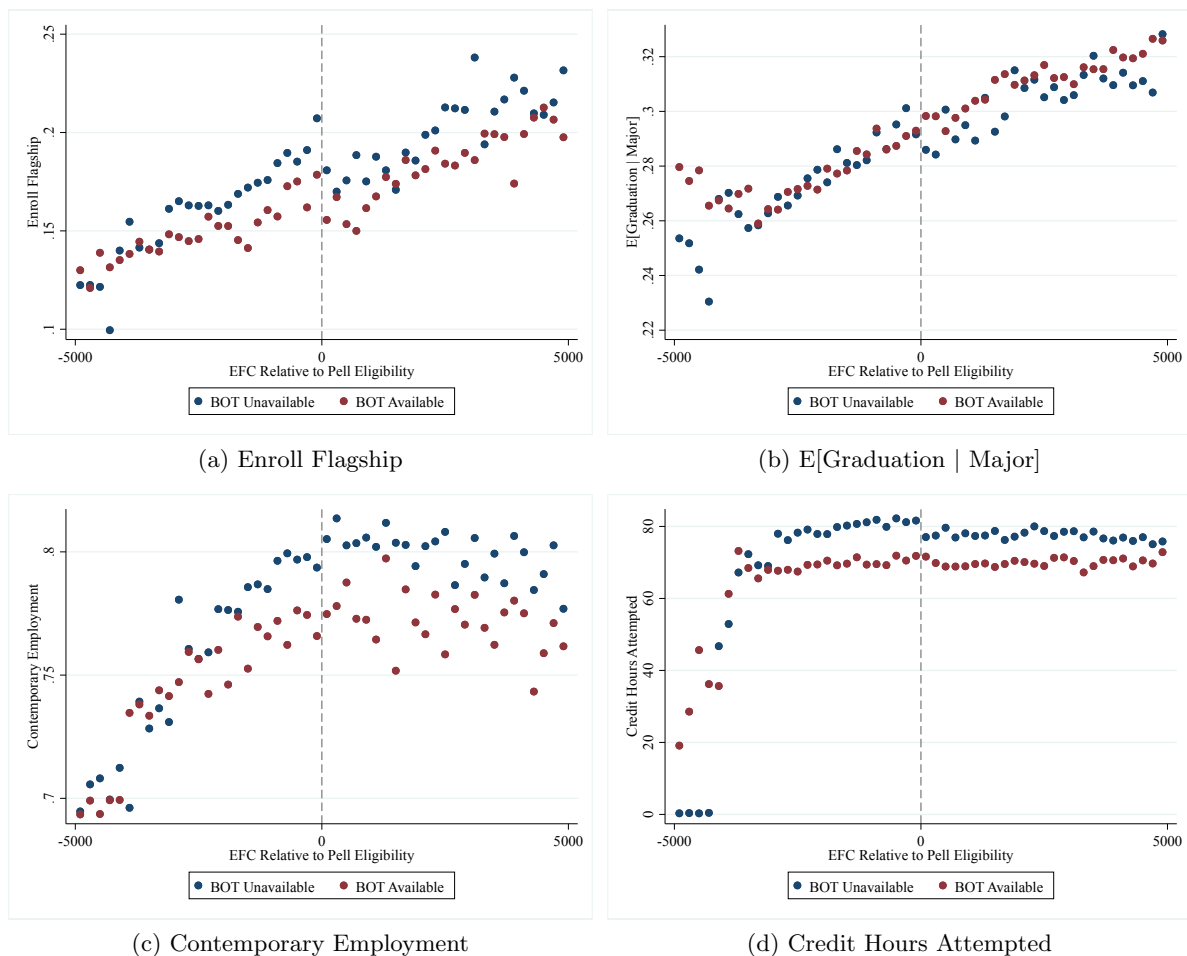 Enroll Flagship
.25
.2
.15
.1
-5000 0 5000
EFC Relative to Pell Eligibility
BOT Unavailable BOT Available
(a) Enroll Flagship
E[Graduation | Major]
.32
.3
.28
.26
.24
.22
-5000 0 5000
EFC Relative to Pell Eligibility
BOT Unavailable BOT Available
(b) E[Graduation | Major]
Contemporary Employment
.8
.75
.7
-5000 0 5000
EFC Relative to Pell Eligibility
BOT Unavailable BOT Available
(c) Contemporary Employment
Credit Hours Attempted
80
60
40
20
0
-5000 0 5000
EFC Relative to Pell Eligibility
BOT Unavailable BOT Available
(d) Credit Hours Attempted